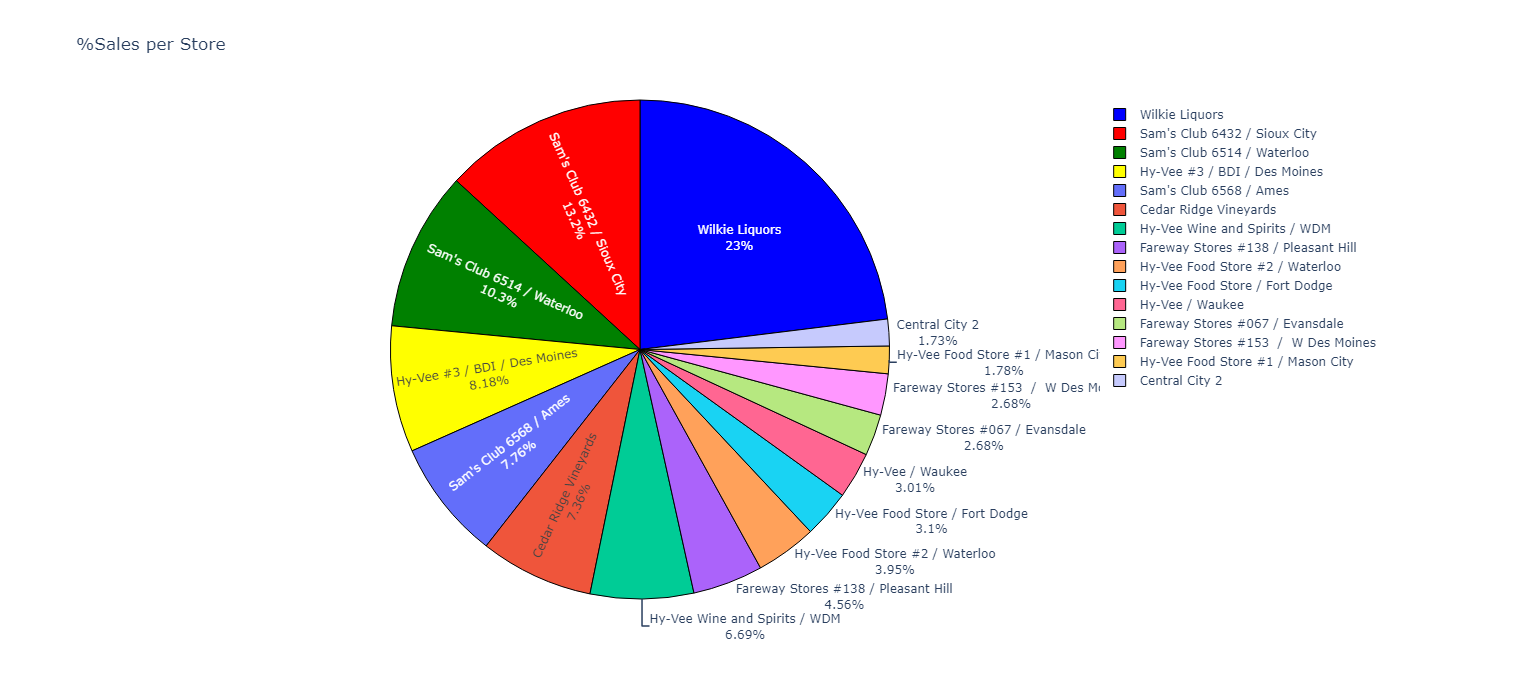 %Sales per Store
Wilkie Liquors
23%
Sam's Club 6432 / Sioux City
13.2%
Sam's Club 6514 / Waterloo
10.3%
Hy-Vee #3 / BDI / Des Moines
8.18%
Sam's Club 6568 / Ames
7.76%
Cedar Ridge Vineyards
7.36%
Hy-Vee Wine and Spirits / WDM
6.69%
Fareway Stores #138 / Pleasant Hill
4.56%
Hy-Vee Food Store #2 / Waterloo
3.95%
Hy-Vee Food Store / Fort Dodge
3.1%
Hy-Vee / Waukee
3.01%
Fareway Stores #067 / Evansdale
2.68%
Fareway Stores #153 / W Des
2.68%
Hy-Vee Food Store #1 / Mason
1.78%
Central City 2
1.73%
Wilkie Liquors
Sam's Club 6432 / Sioux City
Sam's Club 6514 / Waterloo
Hy-Vee #3 / BDI / Des Moines
Sam's Club 6568 / Ames
Cedar Ridge Vineyards
Hy-Vee Wine and Spirits / WDM
Fareway Stores #138 / Pleasant Hill
Hy-Vee Food Store #2 / Waterloo
Hy-Vee Food Store / Fort Dodge
Hy-Vee / Waukee
Fareway Stores #067 / Evansdale
Fareway Stores #153 / W Des Moines
Hy-Vee Food Store #1 / Mason City
Central City 2